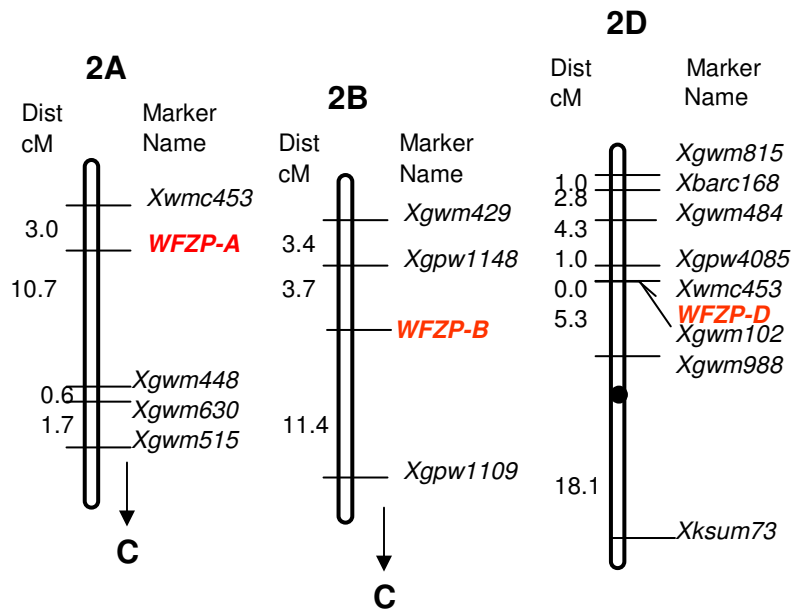 2A
Dist
cM
Marker
Name
Xwmc453
3.0
WFZP-A
10.7
Xgwm448
0.6
Xgwm630
1.7
Xgwm515
C
2B
Dist
cM
Marker
Name
Xgwm429
3.4
Xgpw1148
3.7
WFZP-B
11.4
Xgpw1109
C
2D
Dist
cM
Marker
Name
Xgwm815
1.0
Xbarc168
2.8
Xgwm484
4.3
Xgpw4085
1.0
Xwmc453
0.0
WFZP-D
5.3
Xgwm102
Xgwm988
18.1
Xksum73